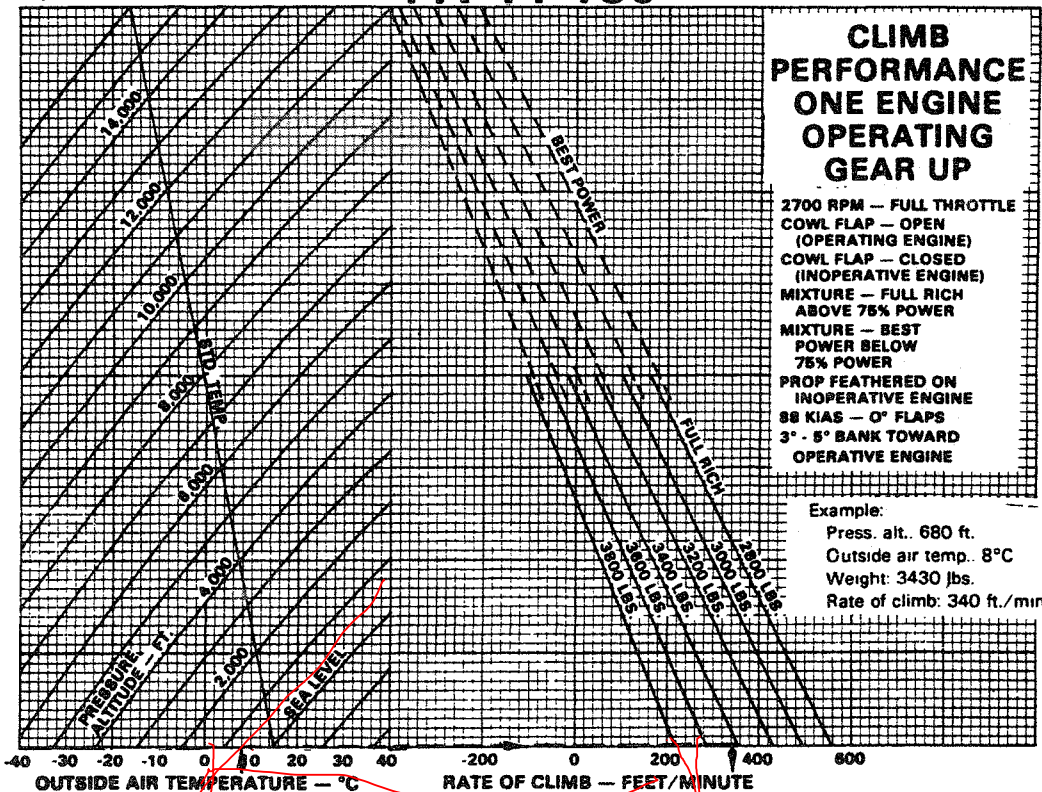 CLIMB
PERFORMANCE
ONE ENGINE
OPERATING
GEAR UP
2700 RPM — FULL THROTTLE
COWL FLAP — OPEN
(OPERATING ENGINE)
COWL FLAP — CLOSED
(INOPERATIVE ENGINE)
MIXTURE — FULL RICH
ABOVE 75% POWER
MIXTURE — BEST
POWER BELOW
75% POWER
PROP FEATHERED ON
INOPERATIVE ENGINE
88 KIAS — 0° FLAPS
3° - 5° BANK TOWARD
OPERATIVE ENGINE
Example:
Press. alt.. 680 ft.
Outside air temp.. 8°C
Weight: 3430 lbs.
Rate of climb: 340 ft./min
14,000
12,000
10,000
STD. TEMP.
8,000
6,000
4,000
2,000
SEA LEVEL
PRESSURE
ALTITUDE — FT.
BEST POWER
FULL RICH
3800 LBS.
3600 LBS.
3400 LBS.
3200 LBS.
3000 LBS.
2800 LBS.
-40 -30 -20 -10 0 10 20 30 40 -200 0 200 400 600
OUTSIDE AIR TEMPERATURE — °C RATE OF CLIMB — FEET/MINUTE